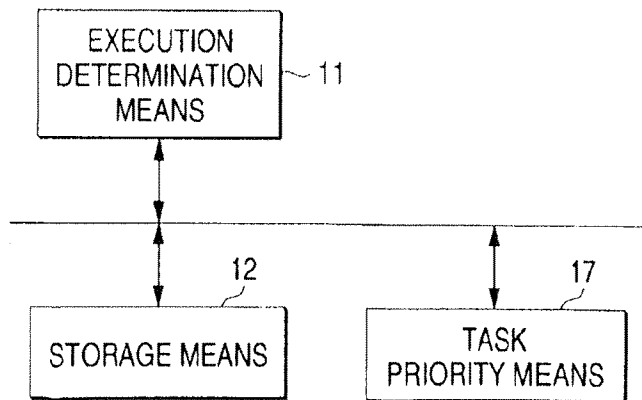 EXECUTION
DETERMINATION
MEANS
11
12
17
STORAGE MEANS
TASK
PRIORITY MEANS